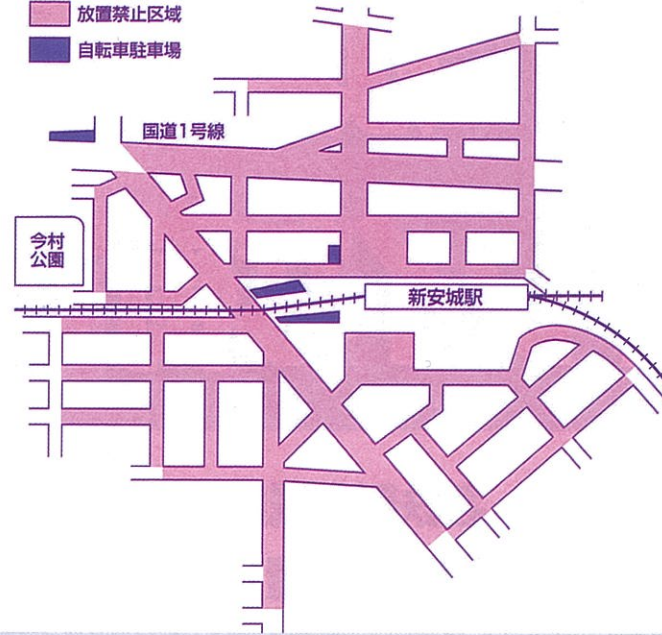 放置禁止区域
自転車駐車場
国道1号線
今村
公園
新安城駅